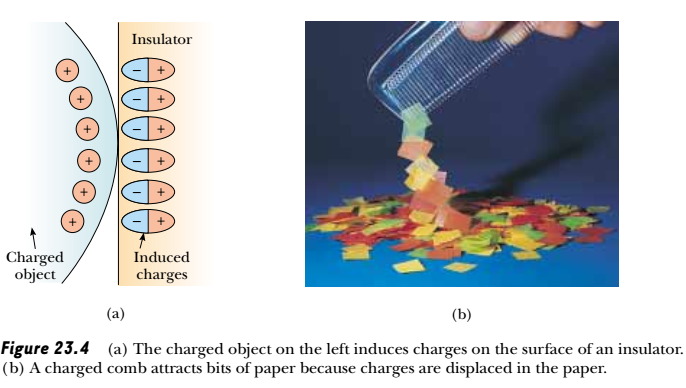 Insulator
+
– +
+
– +
+
– +
+
– +
+
– +
+
– +
Charged
object
Induced
charges
(a)
(b)
Figure 23.4 (a) The charged object on the left induces charges on the surface of an insulator.
(b) A charged comb attracts bits of paper because charges are displaced in the paper.